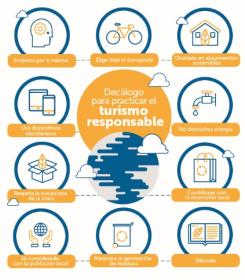 Empieza por ti mismo
Elige bien el transporte
Quédate en alojamientos
sostenibles
Decálogo
para practicar el
turismo
responsable
Usa dispositivos
electrónicos
No derroches energía
Respeta la naturaleza
de la zona
Contribuye con
la economía local
Sé considerado
con la población local
Minimiza la generación
de residuos
Difunde